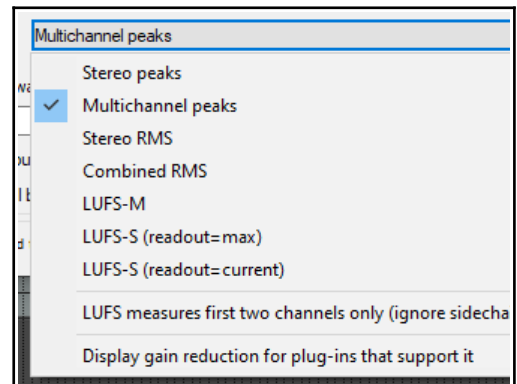 Multichannel peaks
Stereo peaks
Multichannel peaks
Stereo RMS
Combined RMS
LUFS-M
LUFS-S (readout=max)
LUFS-S (readout=current)
LUFS measures first two channels only (ignore
Display gain reduction for plug-ins that support it